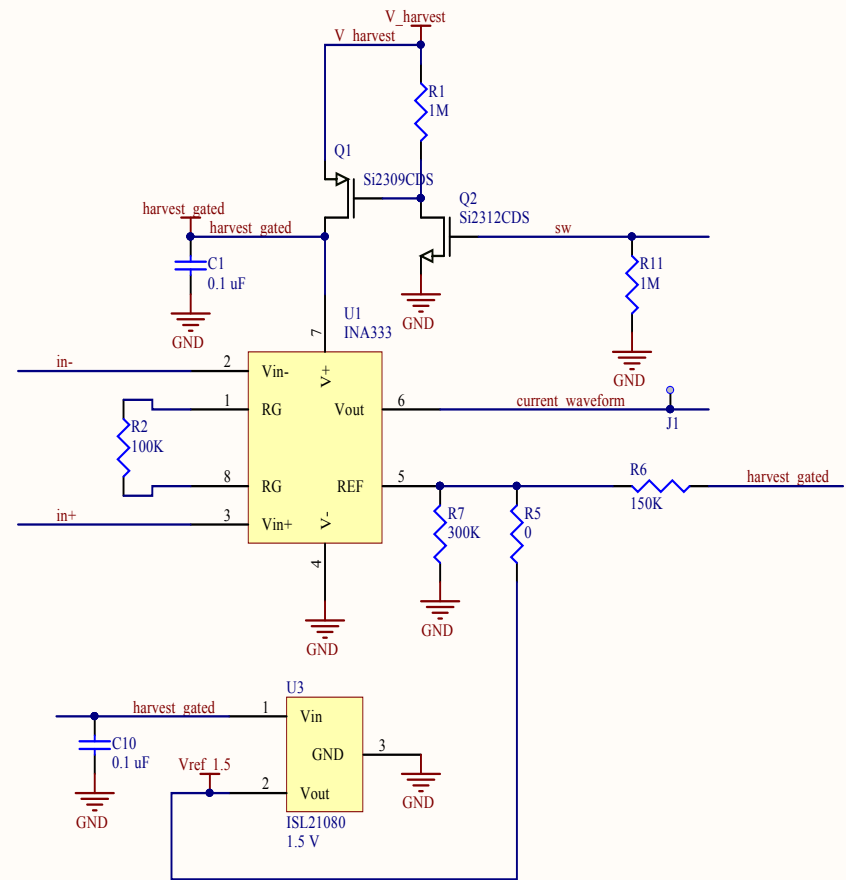 V_harvest
V_harvest
R1
1M
Q1
Si2309CDS
Q2
Si2312CDS
harvest_gated
harvest_gated
sw
C1
0.1 uF
R11
1M
GND
GND
U1
INA333
7
GND
in-
2
Vin-
V+
1
RG
Vout
6
current_waveform
J1
R2
100K
8
RG
REF
5
R6
150K
harvest_gated
in+
3
Vin+
V-
R7
300K
R5
0
4
GND
GND
U3
harvest_gated
1
Vin
C10
0.1 uF
GND
3
Vref_1.5
2
Vout
GND
GND
ISL21080
1.5 V